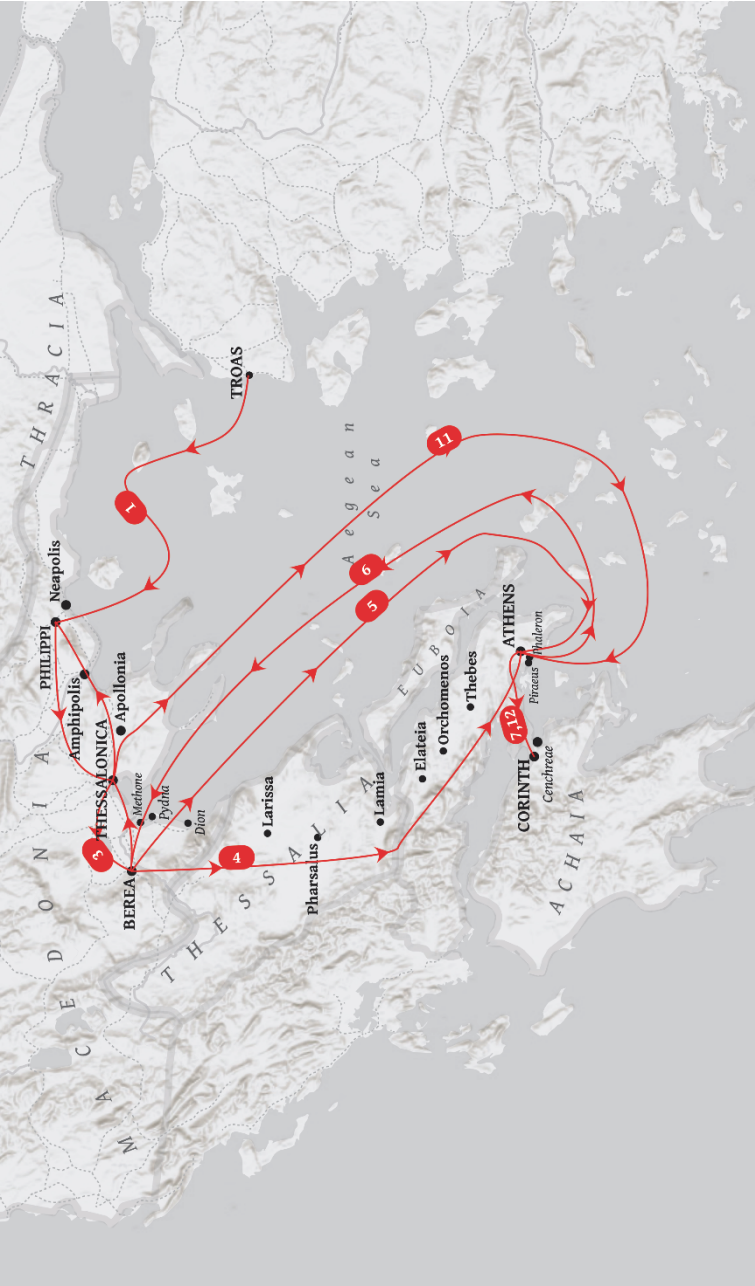 MACEDONIA
THRACIA
PHILIPPI
Neapolis
Amphipolis
Apollonia
THESSALONICA
3
1
BEREA
Methone
Pydna
Dion
TROAS
4
THESSALIA
Larissa
Pharsalus
Lamia
Aegean
Sea
6
5
11
EUBOIA
Elateia
Orchomenos
Thebes
7,12
ATHENS
Piraeus
Phaleron
CORINTH
Cenchreae
ACHAIA